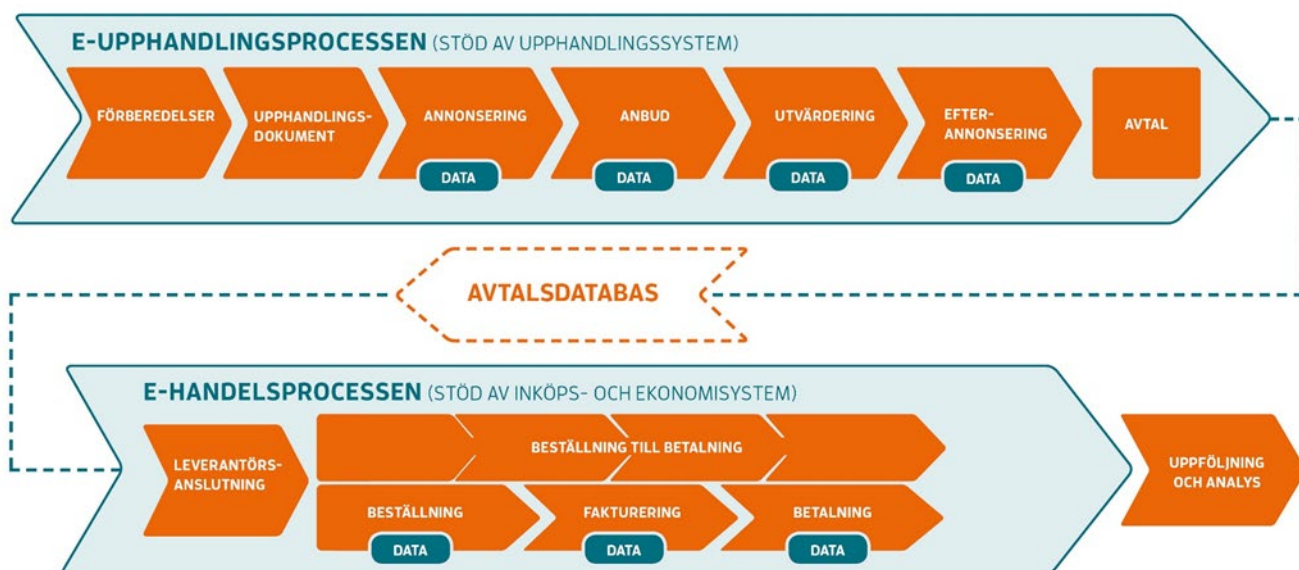 E-UPPHANDLINGSPROCESSEN (STÖD AV UPPHANDLINGSSYSTEM)
FÖRBEREDELSER
UPPHANDLINGS-
DOKUMENT
ANNONSERING
DATA
ANBUD
DATA
UTVÄRDERING
DATA
EFTER-
ANNONSERING
DATA
AVTAL
AVTALSDATABAS
E-HANDELSPROCESSEN (STÖD AV INKÖPS- OCH EKONOMISYSTEM)
LEVERANTÖRS-
ANSLUTNING
BESTÄLLNING TILL BETALNING
BESTÄLLNING
DATA
FAKTURERING
DATA
BETALNING
DATA
UPPFÖLJNING
OCH ANALYS